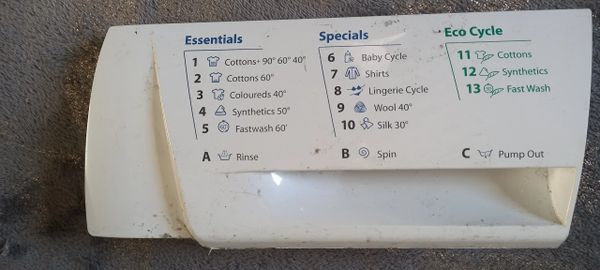 Essentials
1 Cottons+ 90° 60° 40°
2 Cottons 60°
3 Coloureds 40°
4 Synthetics 50°
5 Fastwash 60'
Specials
6 Baby Cycle
7 Shirts
8 Lingerie Cycle
9 Wool 40°
10 Silk 30°
Eco Cycle
11 Cottons
12 Synthetics
13 Fast Wash
A Rinse
B Spin
C Pump Out